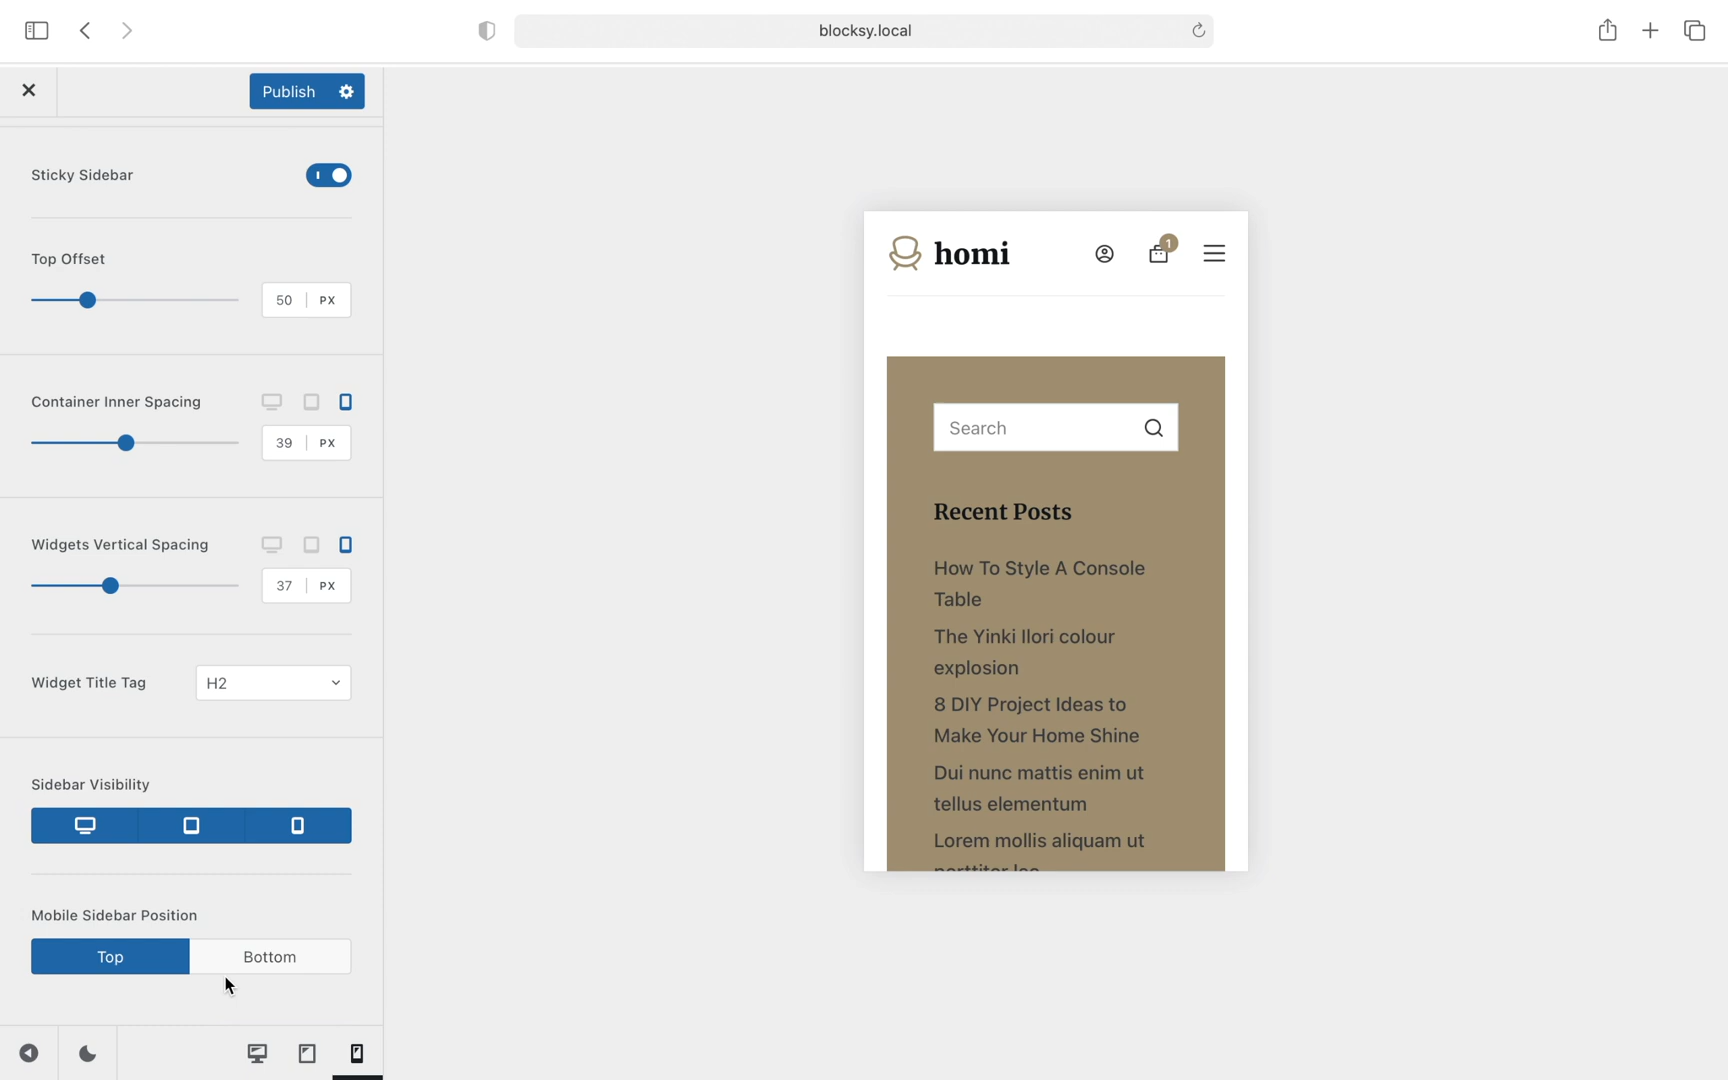 blocksy.local
Publish
Sticky Sidebar
Top Offset
50 PX
Container Inner Spacing
39 PX
Widgets Vertical Spacing
37 PX
Widget Title Tag
H2
Sidebar Visibility
Mobile Sidebar Position
Top
Bottom
homi
1
Search
Recent Posts
How To Style A Console
Table
The Yinki Ilori colour
explosion
8 DIY Project Ideas to
Make Your Home Shine
Dui nunc mattis enim ut
tellus elementum
Lorem mollis aliquam ut